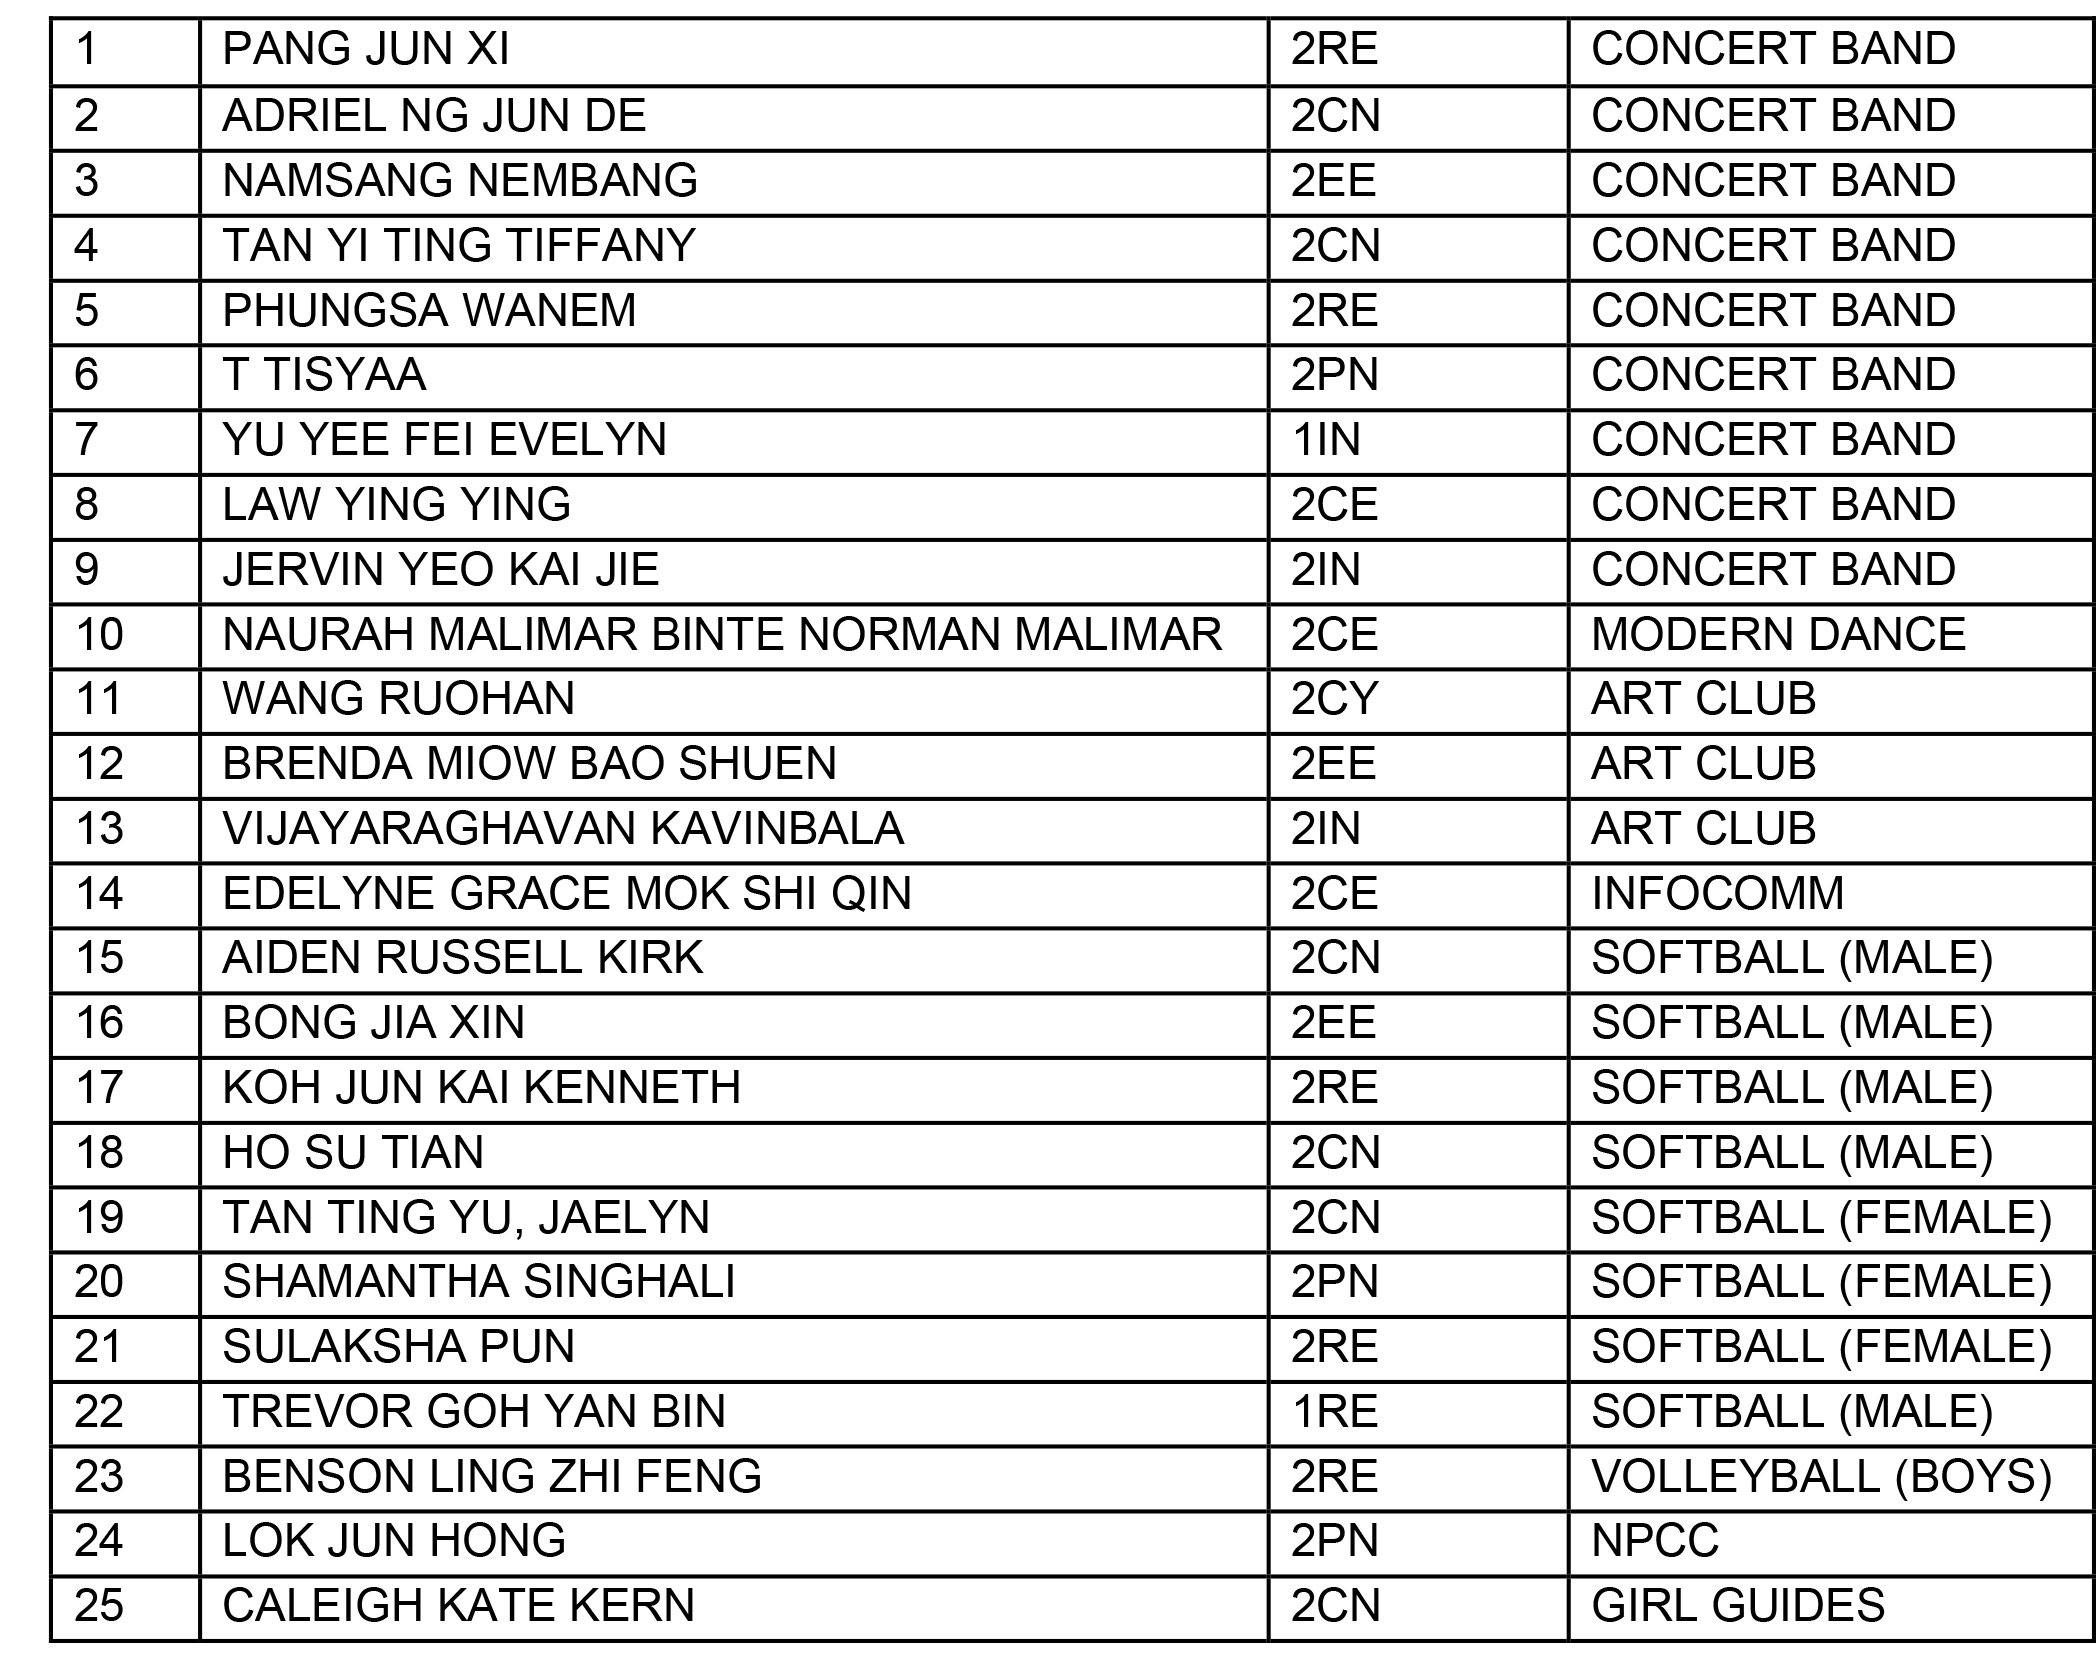 1 PANG JUN XI 2RE CONCERT BAND
2 ADRIEL NG JUN DE 2CN CONCERT BAND
3 NAMSANG NEMBANG 2EE CONCERT BAND
4 TAN YI TING TIFFANY 2CN CONCERT BAND
5 PHUNGSA WANEM 2RE CONCERT BAND
6 T TISYAA 2PN CONCERT BAND
7 YU YEE FEI EVELYN 1IN CONCERT BAND
8 LAW YING YING 2CE CONCERT BAND
9 JERVIN YEO KAI JIE 2IN CONCERT BAND
10 NAURAH MALIMAR BINTE NORMAN MALIMAR 2CE MODERN DANCE
11 WANG RUOHAN 2CY ART CLUB
12 BRENDA MIOW BAO SHUEN 2EE ART CLUB
13 VIJAYARAGHAVAN KAVINBALA 2IN ART CLUB
14 EDELYNE GRACE MOK SHI QIN 2CE INFOCOMM
15 AIDEN RUSSELL KIRK 2CN SOFTBALL (MALE)
16 BONG JIA XIN 2EE SOFTBALL (MALE)
17 KOH JUN KAI KENNETH 2RE SOFTBALL (MALE)
18 HO SU TIAN 2CN SOFTBALL (MALE)
19 TAN TING YU, JAELYN 2CN SOFTBALL (FEMALE)
20 SHAMANTHA SINGHALI 2PN SOFTBALL (FEMALE)
21 SULAKSHA PUN 2RE SOFTBALL (FEMALE)
22 TREVOR GOH YAN BIN 1RE SOFTBALL (MALE)
23 BENSON LING ZHI FENG 2RE VOLLEYBALL (BOYS)
24 LOK JUN HONG 2PN NPCC
25 CALEIGH KATE KERN 2CN GIRL GUIDES